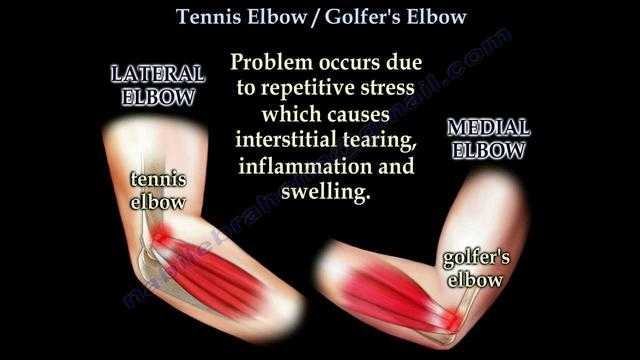 Tennis Elbow / Golfer's Elbow
LATERAL
ELBOW
Problem occurs due
to repetitive stress
which causes
interstitial tearing,
inflammation and
swelling.
MEDIAL
ELBOW
tennis
elbow
golfer's
elbow